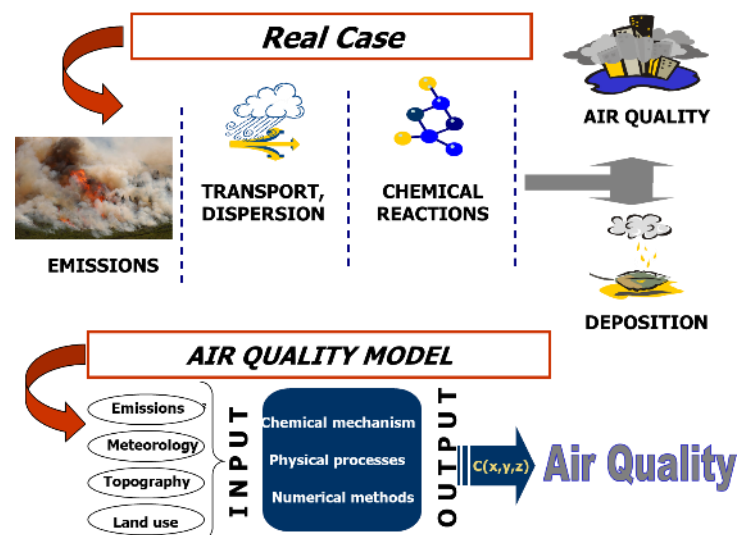 Real Case
AIR QUALITY
TRANSPORT,
DISPERSION
CHEMICAL
REACTIONS
EMISSIONS
DEPOSITION
AIR QUALITY MODEL
Emissions
Meteorology
Topography
Land use
INPUT
Chemical mechanism
Physical processes
Numerical methods
OUTPUT
C(x,y,z)
Air Quality